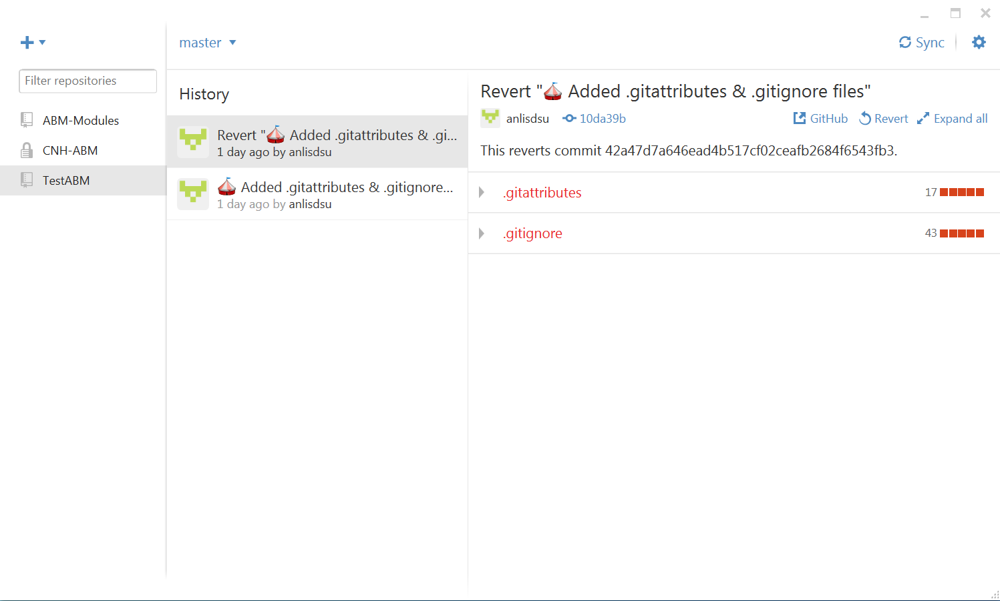 master
Sync
Filter repositories
ABM-Modules
CNH-ABM
TestABM
History
Revert "🎪 Added .gitattributes & .gi...
1 day ago by anlisdsu
🎪 Added .gitattributes & .gitignore...
1 day ago by anlisdsu
Revert "🎪 Added .gitattributes & .gitignore files"
anlisdsu 10da39b GitHub Revert Expand all
This reverts commit 42a47d7a646ead4b517cf02ceafb2684f6543fb3.
.gitattributes 17
.gitignore 43